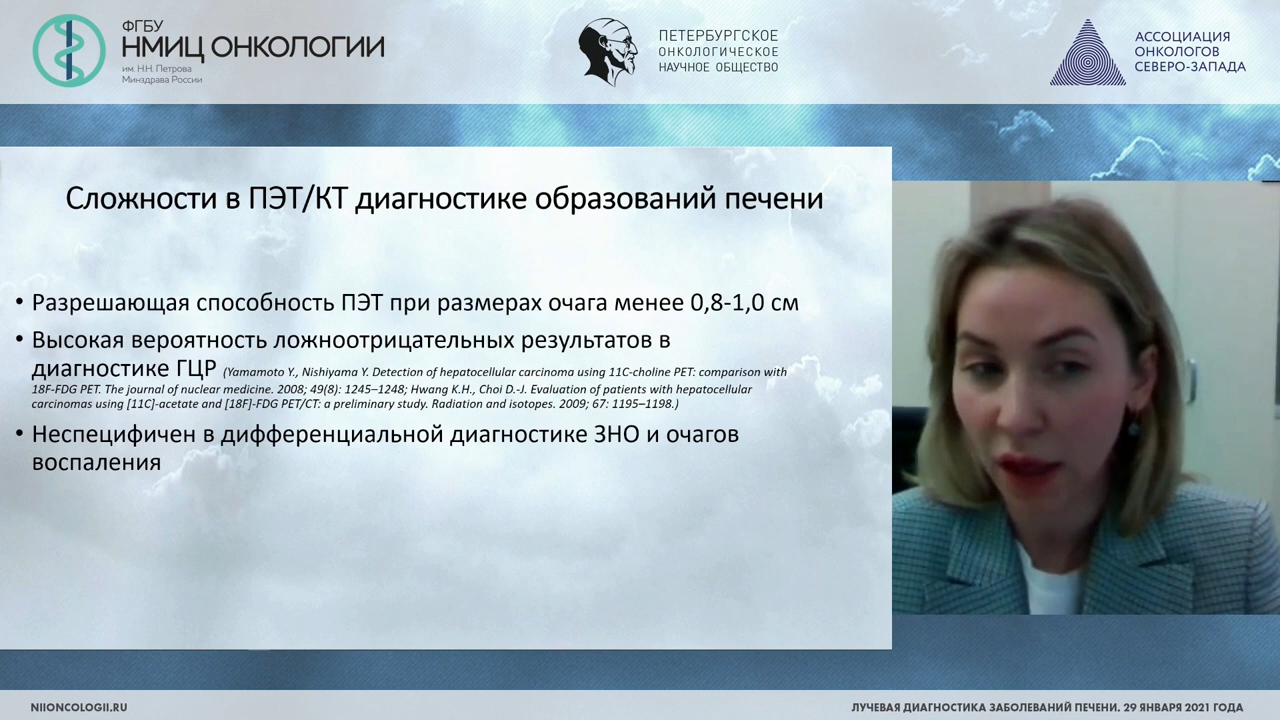 ФГБУ
НМИЦ ОНКОЛОГИИ
им. Н.Н. Петрова
Минздрава России
ПЕТЕРБУРГСКОЕ
ОНКОЛОГИЧЕСКОЕ
НАУЧНОЕ ОБЩЕСТВО
АССОЦИАЦИЯ
ОНКОЛОГОВ
СЕВЕРО-ЗАПАДА
Сложности в ПЭТ/КТ диагностике образований печени
• Разрешающая способность ПЭТ при размерах очага менее 0,8-1,0 см
• Высокая вероятность ложноотрицательных результатов в
диагностике ГЦР (Yamamoto Y., Nishiyama Y. Detection of hepatocellular carcinoma using 11C-choline PET: comparison with
18F-FDG PET. The journal of nuclear medicine. 2008; 49(8): 1245–1248; Hwang K.H., Choi D.-J. Evaluation of patients with hepatocellular
carcinomas using [11C]-acetate and [18F]-FDG PET/CT: a preliminary study. Radiation and isotopes. 2009; 67: 1195–1198.)
• Неспецифичен в дифференциальной диагностике ЗНО и очагов
воспаления
NIIONCOLOGII.RU
ЛУЧЕВАЯ ДИАГНОСТИКА ЗАБОЛЕВАНИЙ ПЕЧЕНИ. 29 ЯНВАРЯ 2021 ГОДА